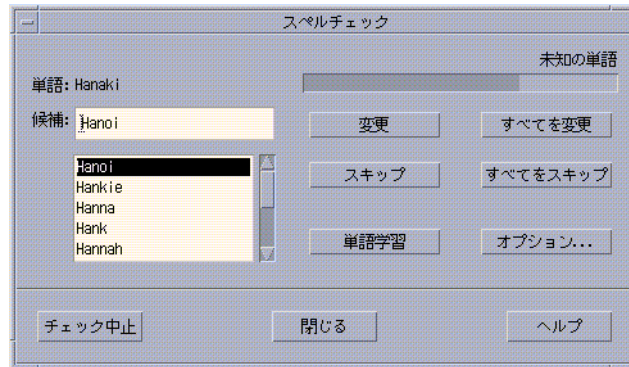 スペルチェック
未知の単語
単語: Hanaki
候補: Hanoi
変更 すべてを変更
Hanoi
Hankie
Hanna
Hank
Hannah
スキップ すべてをスキップ
単語学習 オプション...
チェック中止 閉じる ヘルプ